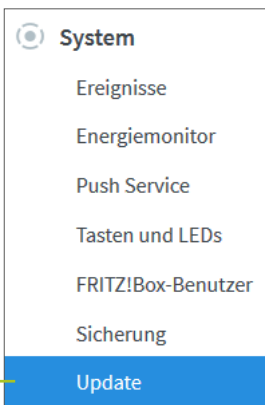 System
Ereignisse
Energiemonitor
Push Service
Tasten und LEDs
FRITZ!Box-Benutzer
Sicherung
Update